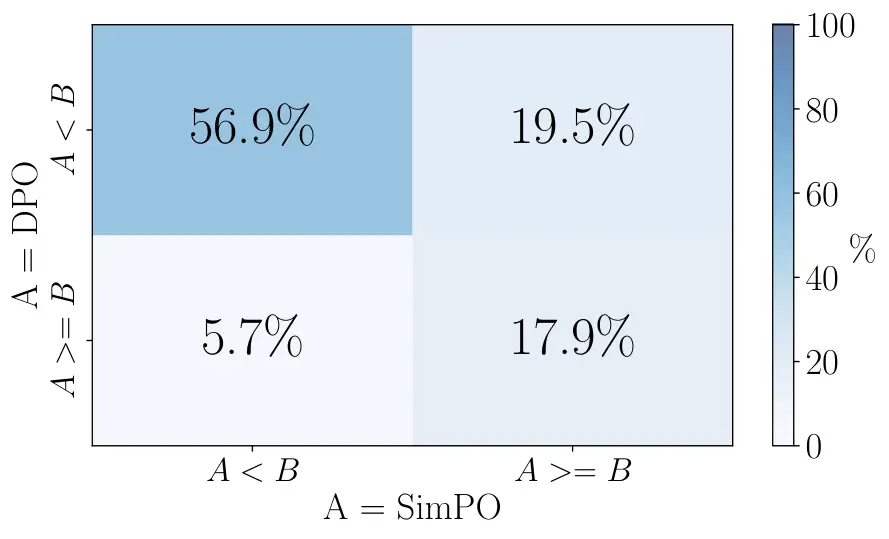 100
80
60
40
20
0
%
A = DPO
A < B
A >= B
56.9% 19.5%
5.7% 17.9%
A < B A >= B
A = SimPO